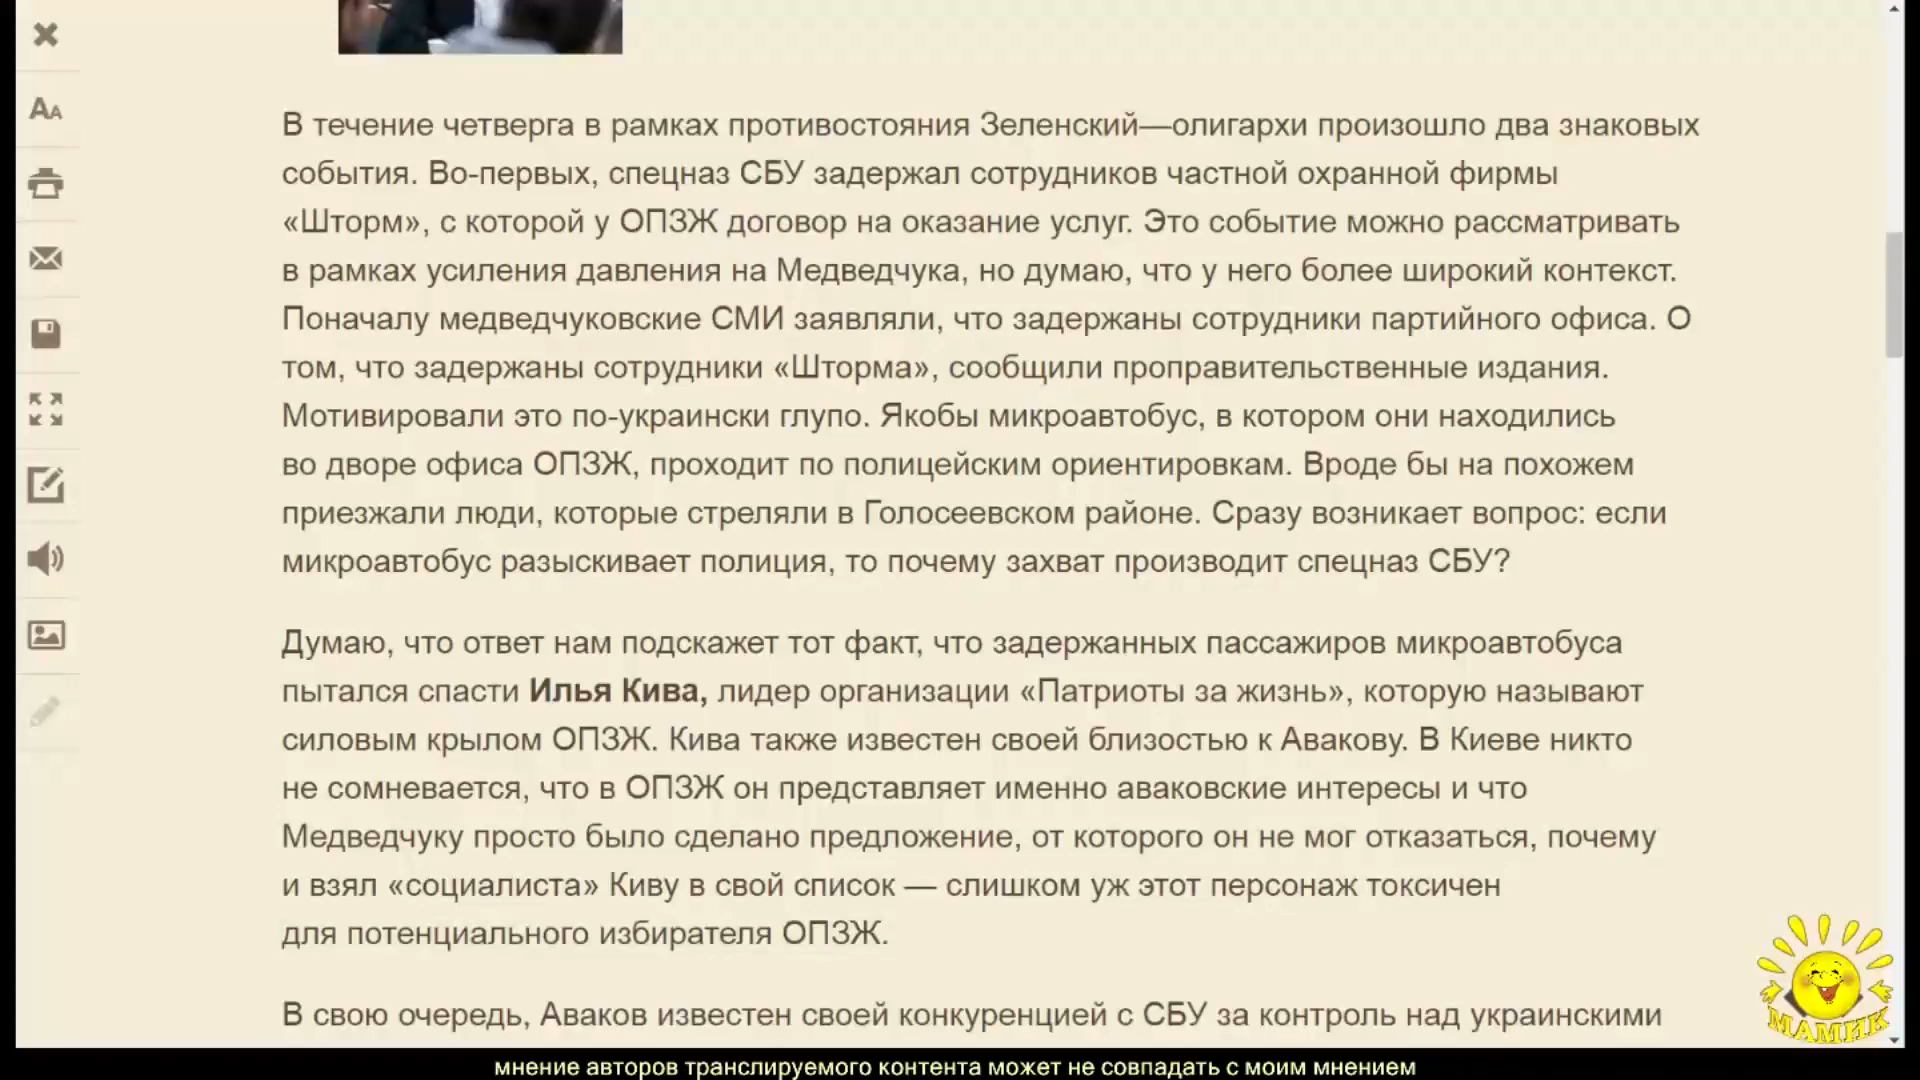 В течение четверга в рамках противостояния Зеленский—олигархи произошло два знаковых
события. Во-первых, спецназ СБУ задержал сотрудников частной охранной фирмы
«Шторм», с которой у ОПЗЖ договор на оказание услуг. Это событие можно рассматривать
в рамках усиления давления на Медведчука, но думаю, что у него более широкий контекст.
Поначалу медведчуковские СМИ заявляли, что задержаны сотрудники партийного офиса. О
том, что задержаны сотрудники «Шторма», сообщили проправительственные издания.
Мотивировали это по-украински глупо. Якобы микроавтобус, в котором они находились
во дворе офиса ОПЗЖ, проходит по полицейским ориентировкам. Вроде бы на похожем
приезжали люди, которые стреляли в Голосеевском районе. Сразу возникает вопрос: если
микроавтобус разыскивает полиция, то почему захват производит спецназ СБУ?
Думаю, что ответ нам подскажет тот факт, что задержанных пассажиров микроавтобуса
пытался спасти Илья Кива, лидер организации «Патриоты за жизнь», которую называют
силовым крылом ОПЗЖ. Кива также известен своей близостью к Авакову. В Киеве никто
не сомневается, что в ОПЗЖ он представляет именно аваковские интересы и что
Медведчуку просто было сделано предложение, от которого он не мог отказаться, почему
и взял «социалиста» Киву в свой список — слишком уж этот персонаж токсичен
для потенциального избирателя ОПЗЖ.
В свою очередь, Аваков известен своей конкуренцией с СБУ за контроль над украинскими
МАМИК
мнение авторов транслируемого контента может не совпадать с моим мнением